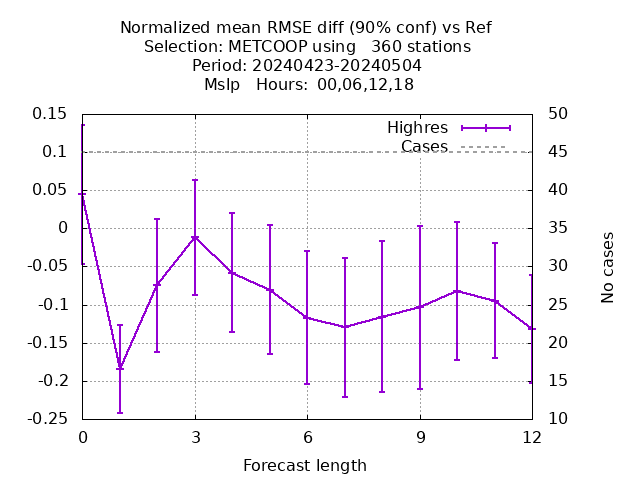 Normalized mean RMSE diff (90% conf) vs Ref
Selection: METCOOP using   360 stations
Period: 20240423-20240504
Mslp   Hours:  00,06,12,18
Highres
Cases
0.15
0.1
0.05
0
-0.05
-0.1
-0.15
-0.2
-0.25
50
45
40
35
30
25
20
15
10
No cases
0 3 6 9 12
Forecast length